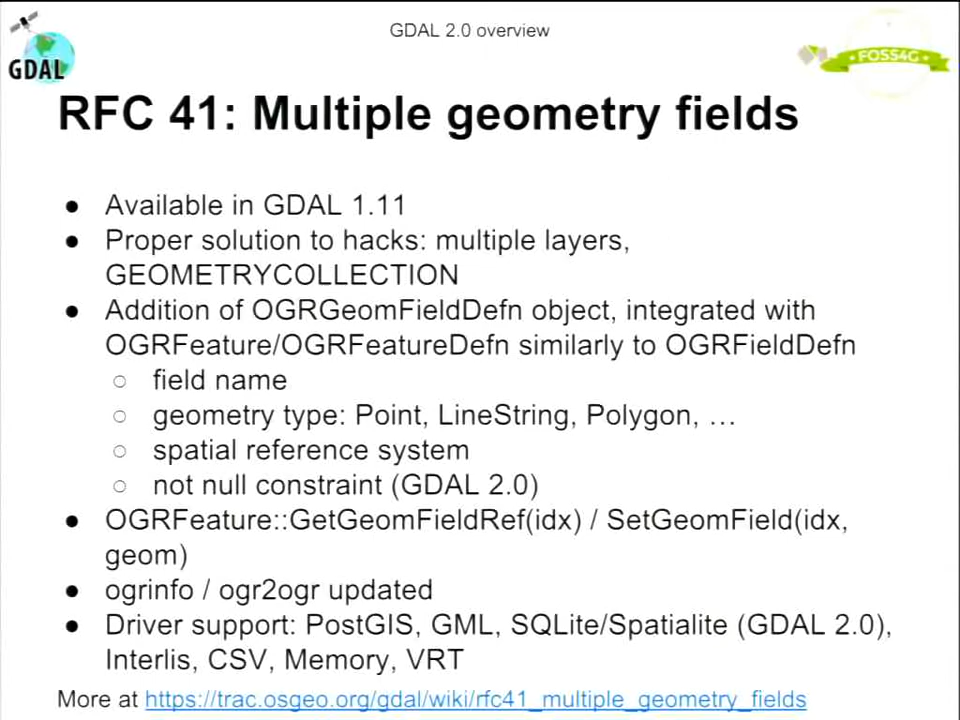 GDAL 2.0 overview
GDAL
FOSS4G
RFC 41: Multiple geometry fields
● Available in GDAL 1.11
● Proper solution to hacks: multiple layers,
GEOMETRYCOLLECTION
● Addition of OGRGeomFieldDefn object, integrated with
OGRFeature/OGRFeatureDefn similarly to OGRFieldDefn
○ field name
○ geometry type: Point, LineString, Polygon, …
○ spatial reference system
○ not null constraint (GDAL 2.0)
● OGRFeature::GetGeomFieldRef(idx) / SetGeomField(idx,
geom)
● ogrinfo / ogr2ogr updated
● Driver support: PostGIS, GML, SQLite/Spatialite (GDAL 2.0),
Interlis, CSV, Memory, VRT
More at https://trac.osgeo.org/gdal/wiki/rfc41_multiple_geometry_fields